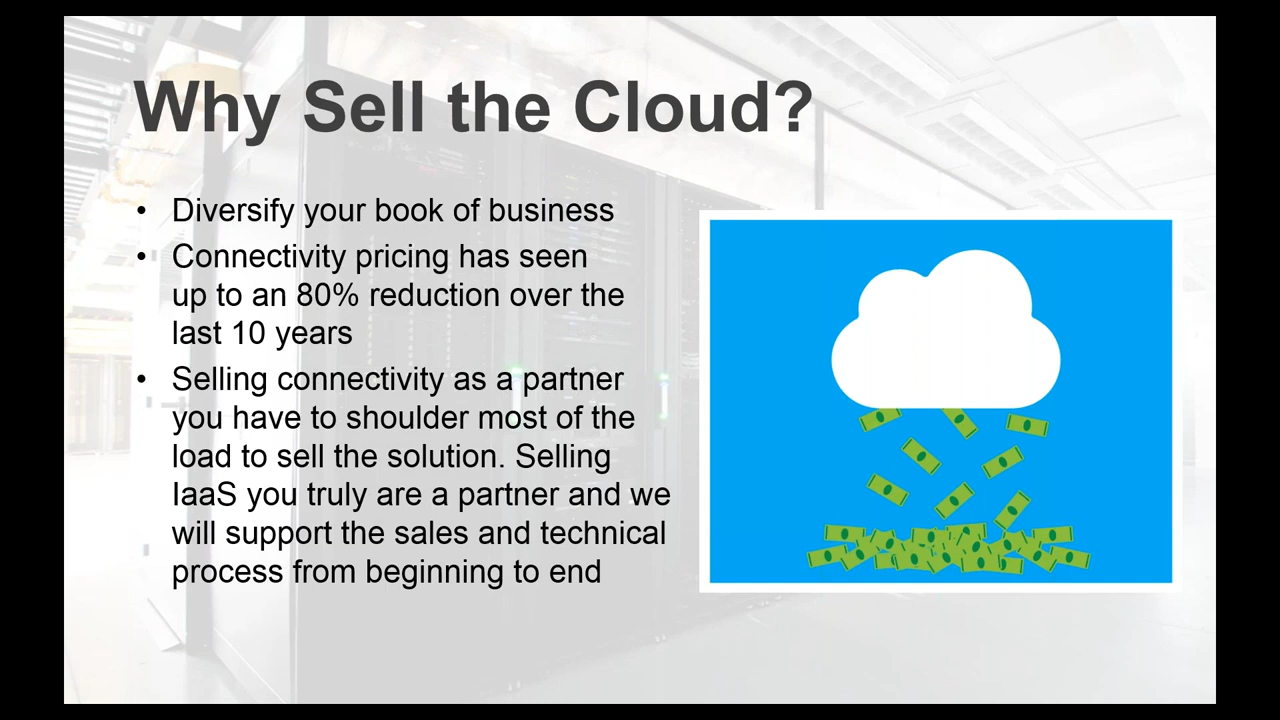 Why Sell the Cloud?
• Diversify your book of business
• Connectivity pricing has seen
up to an 80% reduction over the
last 10 years
• Selling connectivity as a partner
you have to shoulder most of the
load to sell the solution. Selling
IaaS you truly are a partner and we
will support the sales and technical
process from beginning to end